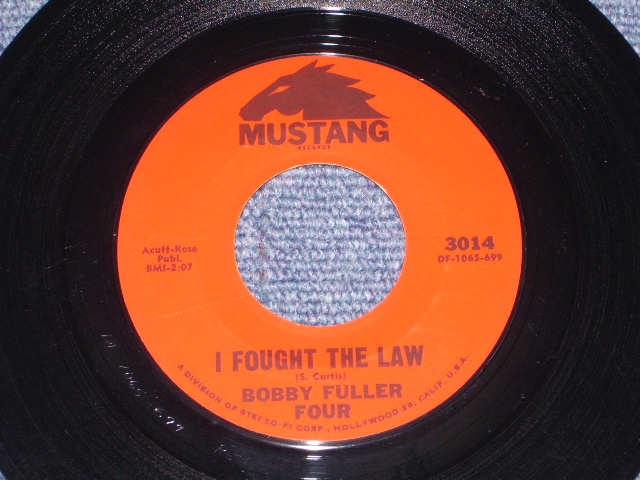 MUSTANG
RECORDS
Acuff-Rose
Publ.
BMI-2:07
3014
DF-1065-699
I FOUGHT THE LAW
(S. Curtis)
BOBBY FULLER
FOUR
A DIVISION OF STEREO-FI CORP., HOLLYWOOD 28, CALIF. U.S.A.